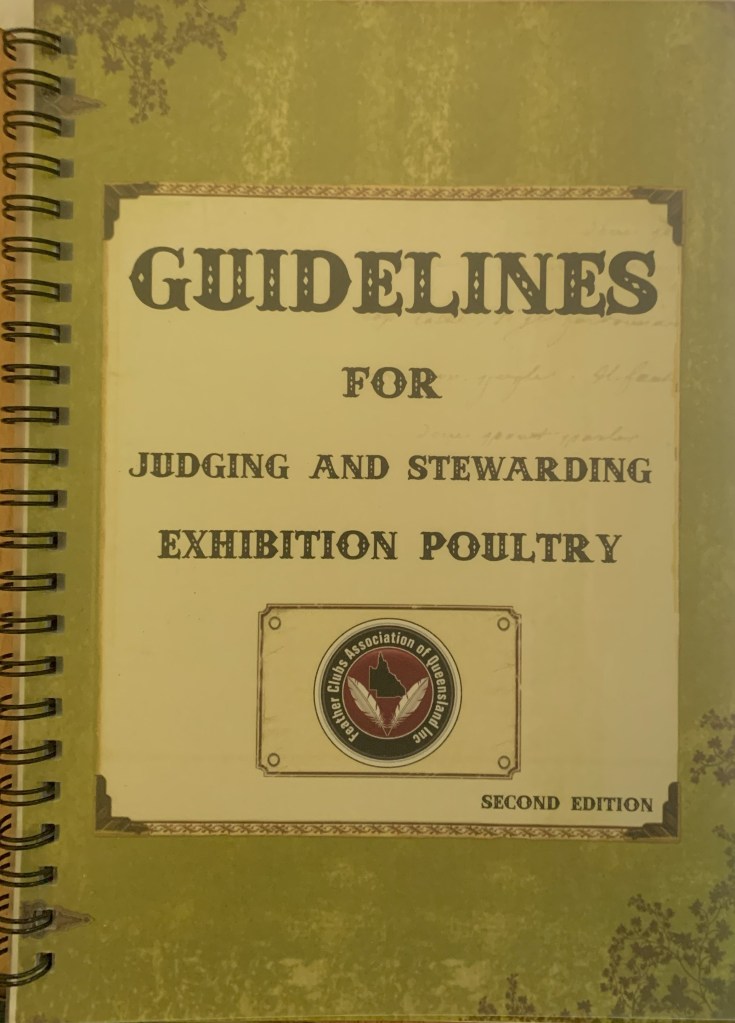 GUIDELINES
FOR
JUDGING AND STEWARDING
EXHIBITION POULTRY
Feather Clubs Association of Queensland Inc
SECOND EDITION